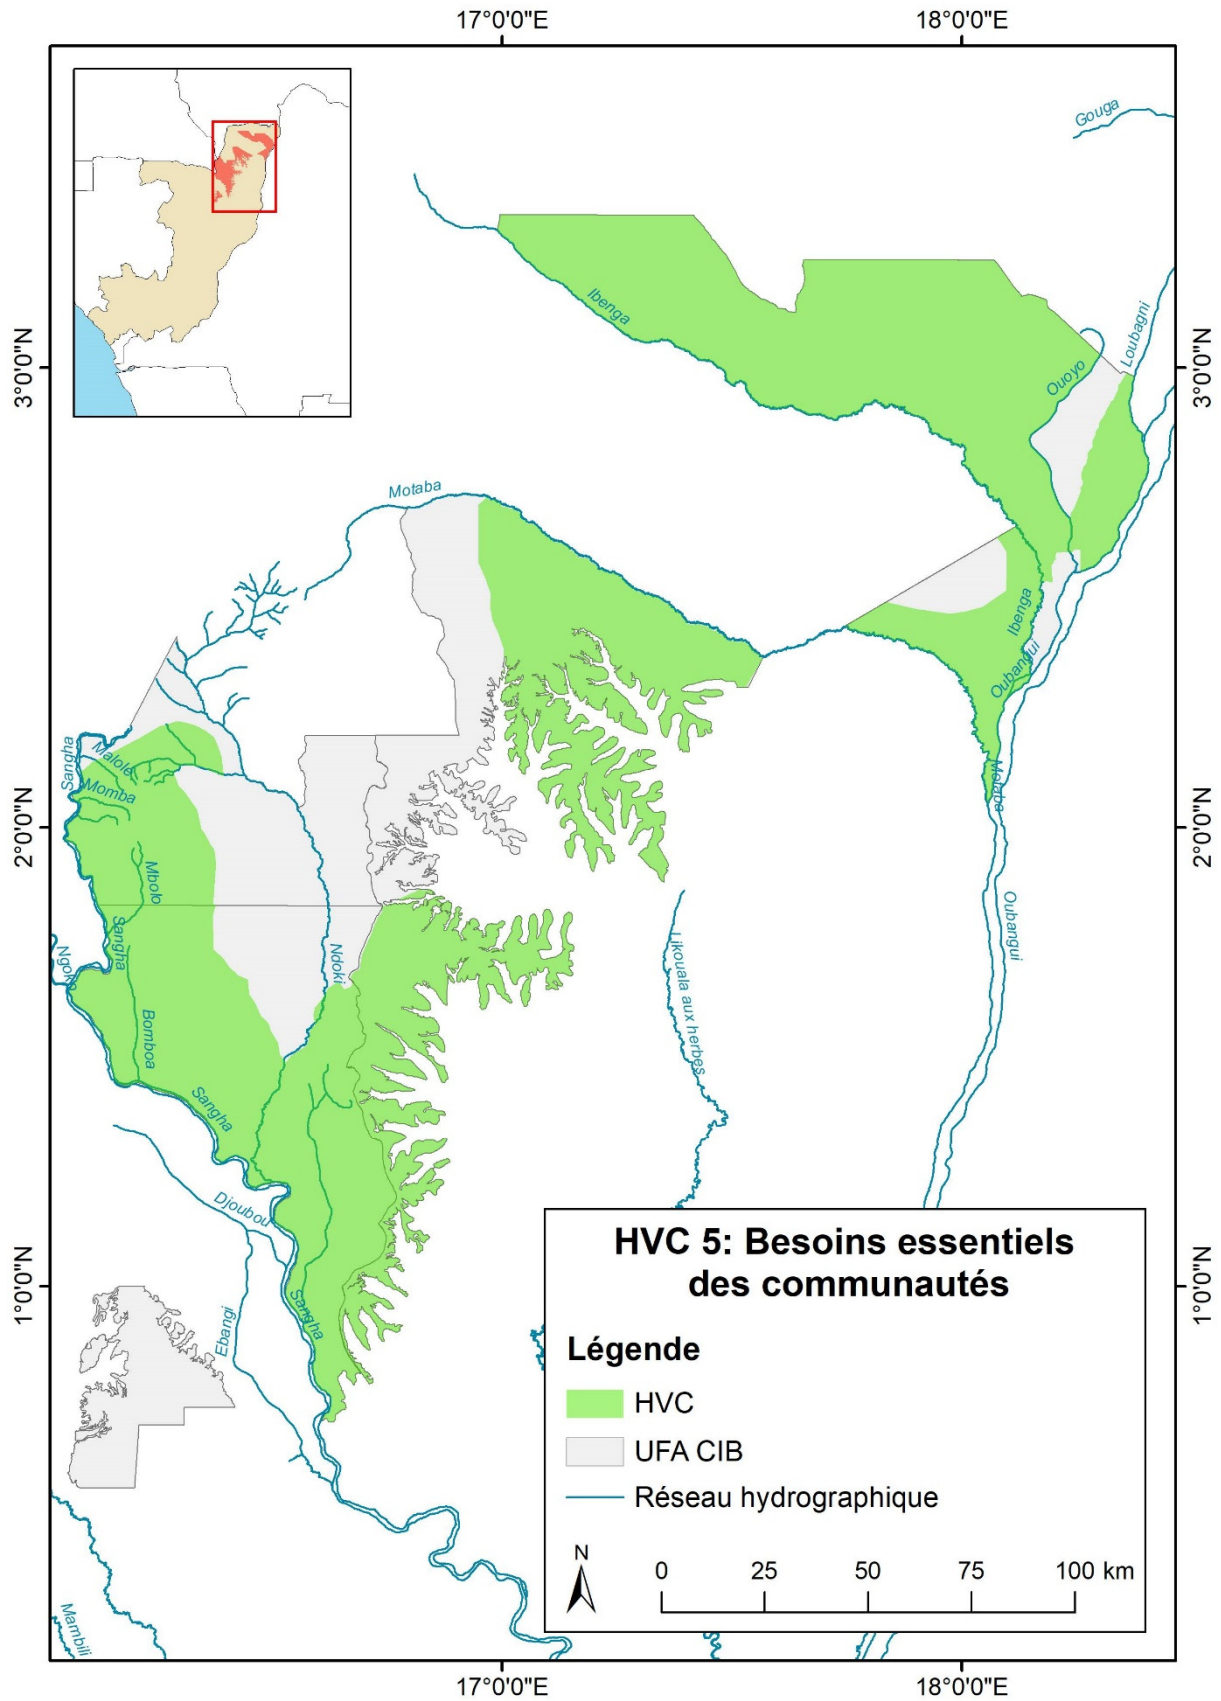 17°0'0"E
18°0'0"E
Gouga
Ibenga
Loubagni
3°0'0"N
3°0'0"N
Ouoyo
Motaba
Ibenga
Oubangui
Sangha
Malole
Momba
Motaba
2°0'0"N
2°0'0"N
Mbolo
Sangha
Ngoko
Ndoki
Oubangui
Likouala aux herbes
Bomboa
Sangha
Djoubou
1°0'0"N
1°0'0"N
Sangha
Ebangi
HVC 5: Besoins essentiels
des communautés
Légende
HVC
UFA CIB
Réseau hydrographique
N
0 25 50 75 100 km
Mambili
17°0'0"E
18°0'0"E